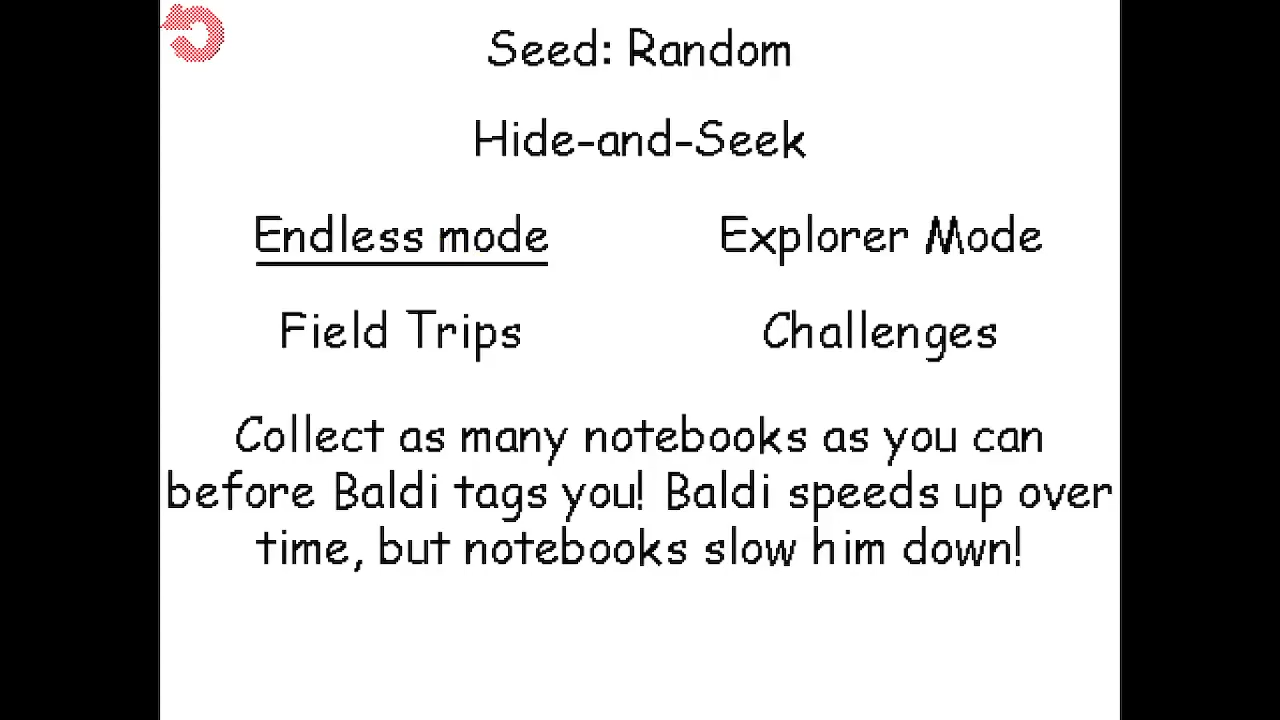 Seed: Random
Hide-and-Seek
Endless mode
Explorer Mode
Field Trips
Challenges
Collect as many notebooks as you can
before Baldi tags you! Baldi speeds up over
time, but notebooks slow him down!